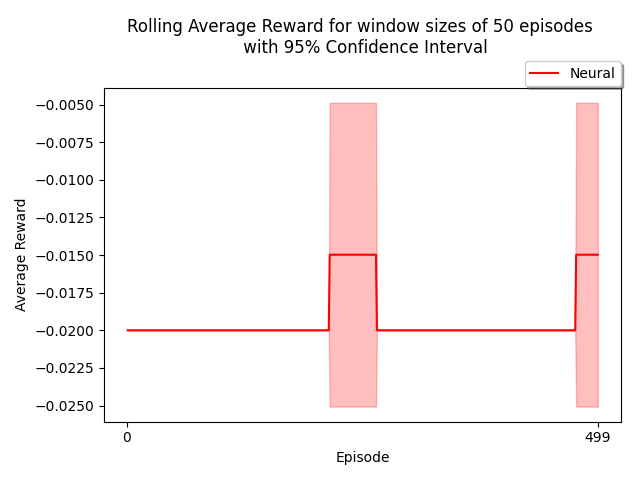 Rolling Average Reward for window sizes of 50 episodes
with 95% Confidence Interval
Neural
−0.0050
−0.0075
−0.0100
−0.0125
−0.0150
−0.0175
−0.0200
−0.0225
−0.0250
Average Reward
0
499
Episode